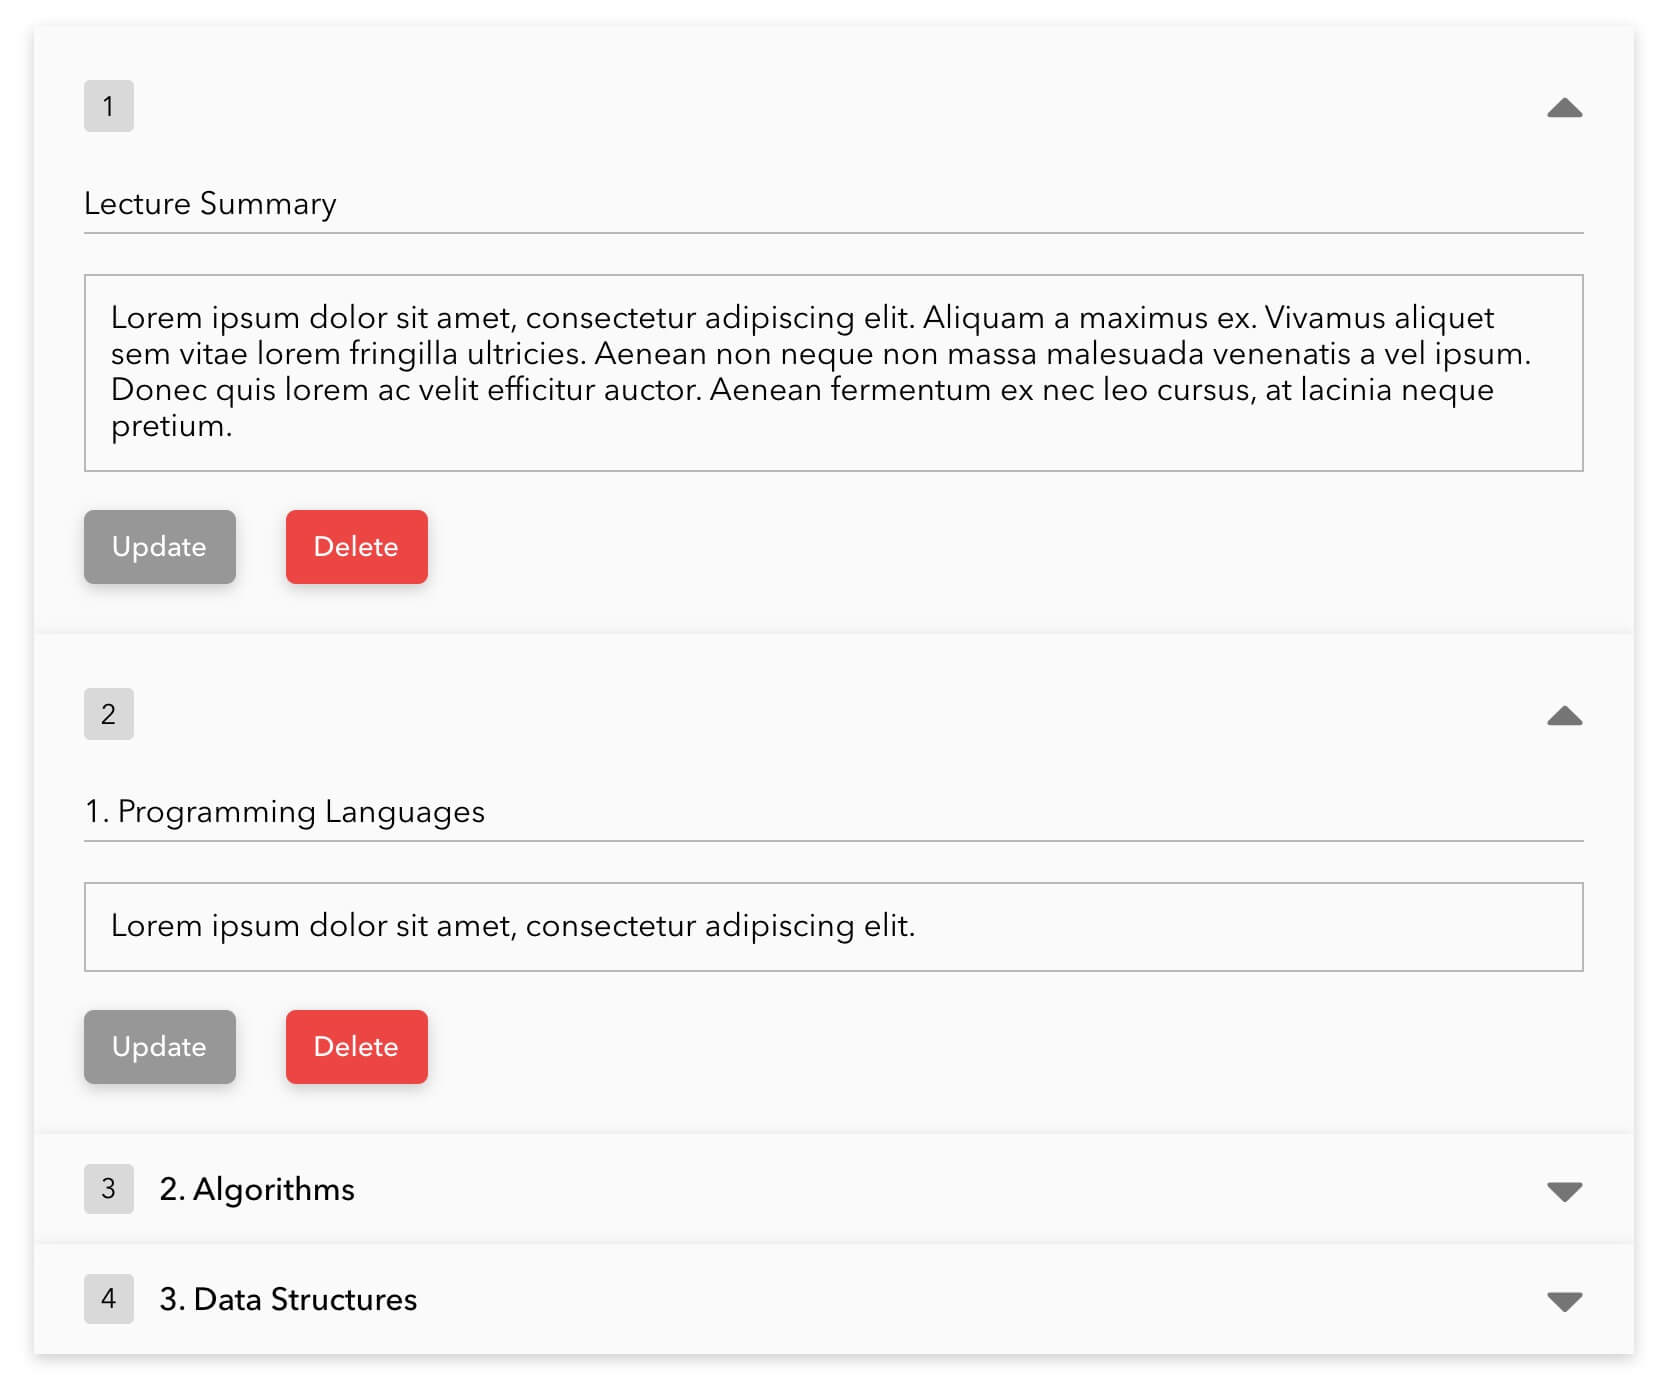 1
Lecture Summary
Lorem ipsum dolor sit amet, consectetur adipiscing elit. Aliquam a maximus ex. Vivamus aliquet
sem vitae lorem fringilla ultricies. Aenean non neque non massa malesuada venenatis a vel ipsum.
Donec quis lorem ac velit efficitur auctor. Aenean fermentum ex nec leo cursus, at lacinia neque
pretium.
Update Delete
2
1. Programming Languages
Lorem ipsum dolor sit amet, consectetur adipiscing elit.
Update Delete
3 2. Algorithms
4 3. Data Structures